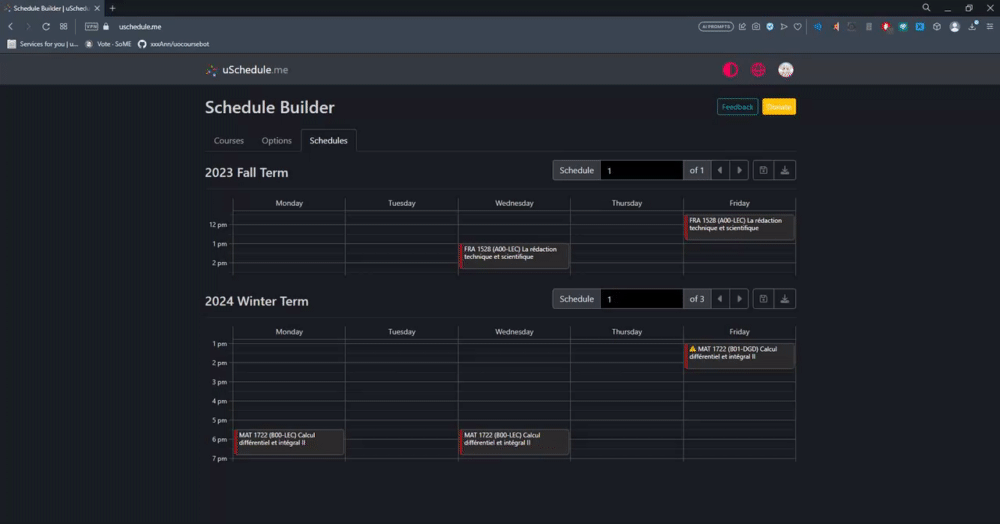 Schedule Builder | uSchedu
VPN
uschedule.me
AI PROMPTS
Services for you | u...
Vote · SoME
xxxAnn/uocoursebot
uSchedule.me
Schedule Builder
Feedback
Donate
Courses
Options
Schedules
2023 Fall Term
Schedule
1
of 1
Monday
Tuesday
Wednesday
Thursday
Friday
12 pm
FRA 1528 (A00-LEC) La rédaction
technique et scientifique
1 pm
FRA 1528 (A00-LEC) La rédaction
technique et scientifique
2 pm
2024 Winter Term
Schedule
1
of 3
Monday
Tuesday
Wednesday
Thursday
Friday
1 pm
MAT 1722 (B01-DGD) Calcul
différentiel et intégral II
2 pm
3 pm
4 pm
5 pm
6 pm
MAT 1722 (B00-LEC) Calcul
différentiel et intégral II
MAT 1722 (B00-LEC) Calcul
différentiel et intégral II
7 pm